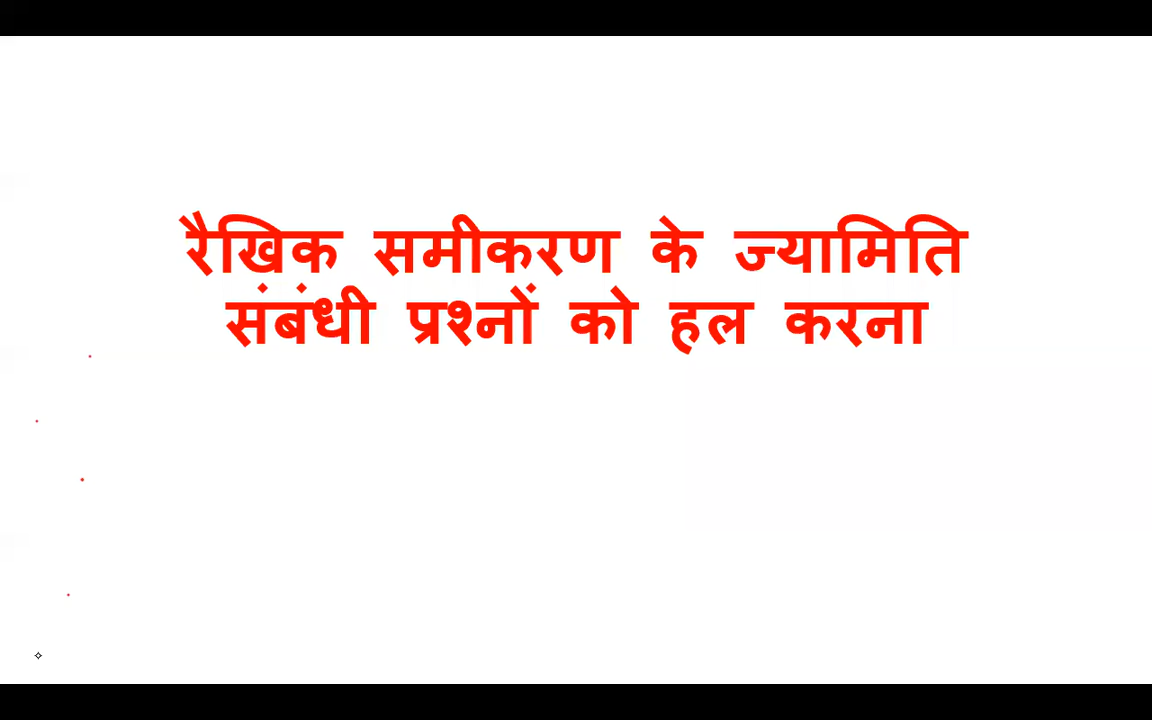 रैखिक समीकरण के ज्यामिति
संबंधी प्रश्नों को हल करना